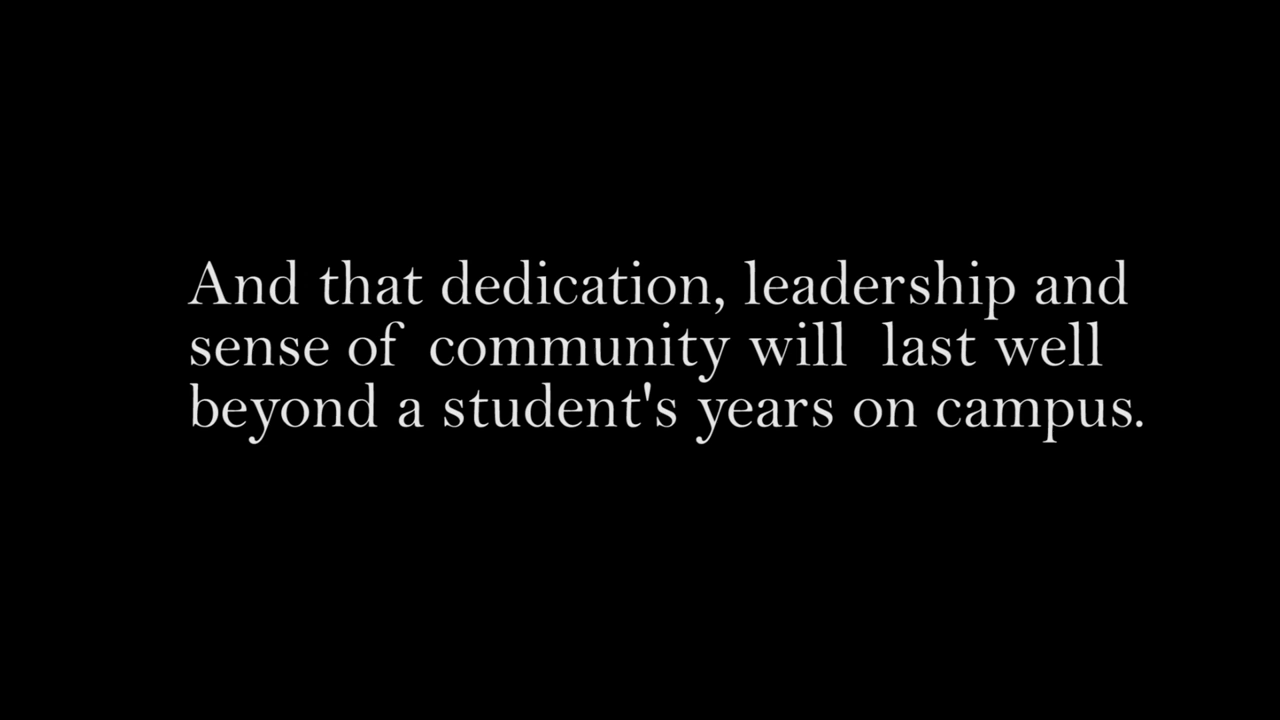 And that dedication, leadership and
sense of community will last well
beyond a student's years on campus.